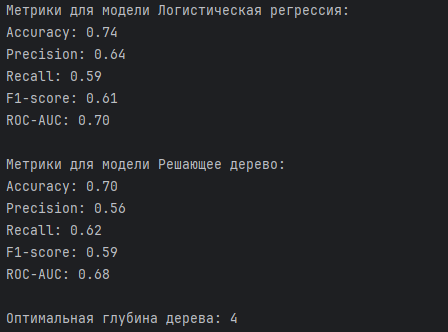 Метрики для модели Логистическая регрессия:
Accuracy: 0.74
Precision: 0.64
Recall: 0.59
F1-score: 0.61
ROC-AUC: 0.70
Метрики для модели Решающее дерево:
Accuracy: 0.70
Precision: 0.56
Recall: 0.62
F1-score: 0.59
ROC-AUC: 0.68
Оптимальная глубина дерева: 4